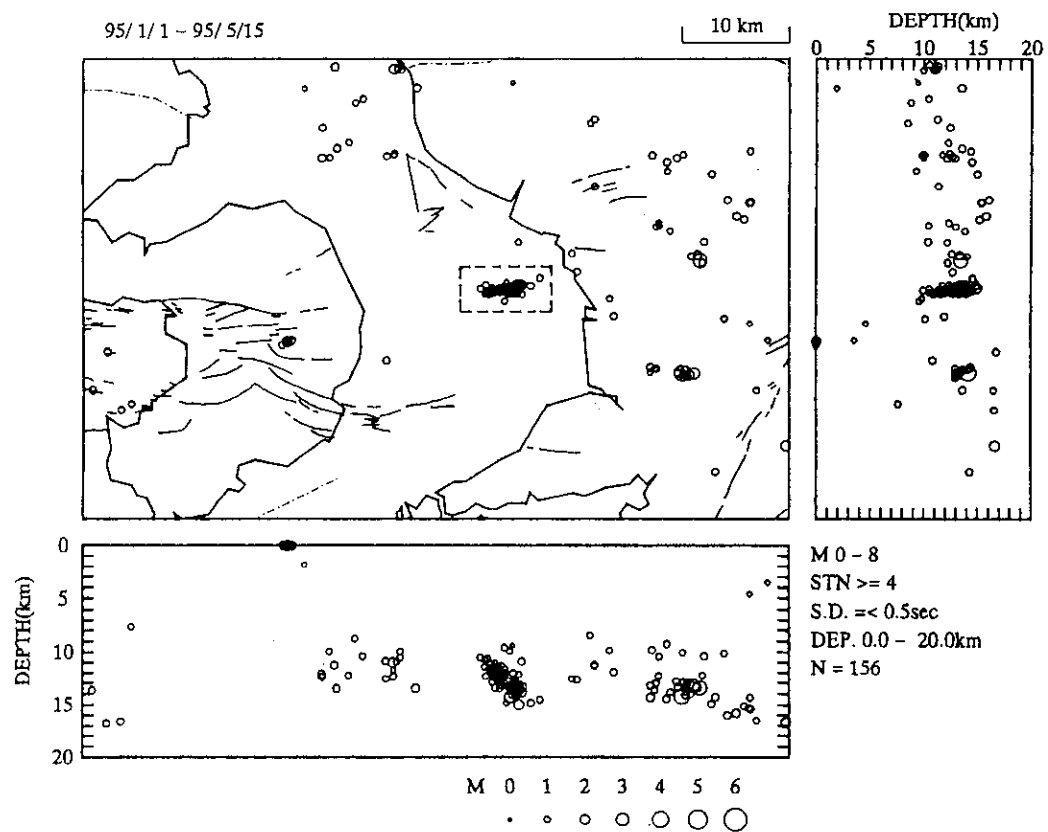 95/ 1/ 1 – 95/ 5/15
10 km
DEPTH(km)
0 5 10 15 20
DEPTH(km)
0
5
10
15
20
M 0 – 8
STN >= 4
S.D. =< 0.5sec
DEP. 0.0 – 20.0km
N = 156
M 0 1 2 3 4 5 6